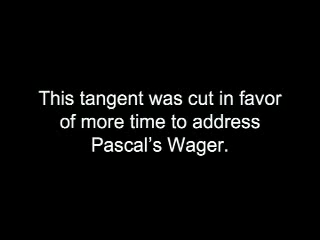 This tangent was cut in favor
of more time to address
Pascal's Wager.